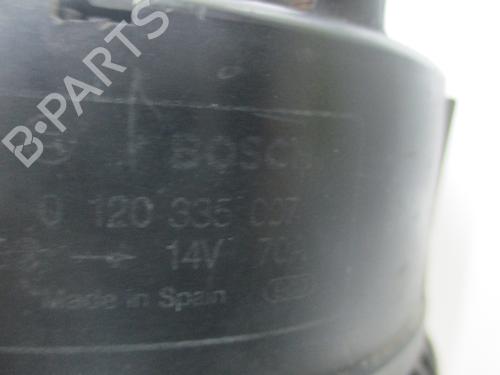 B-PARTS
BOSCH
0 120 335 007
14V 70A
Made in Spain